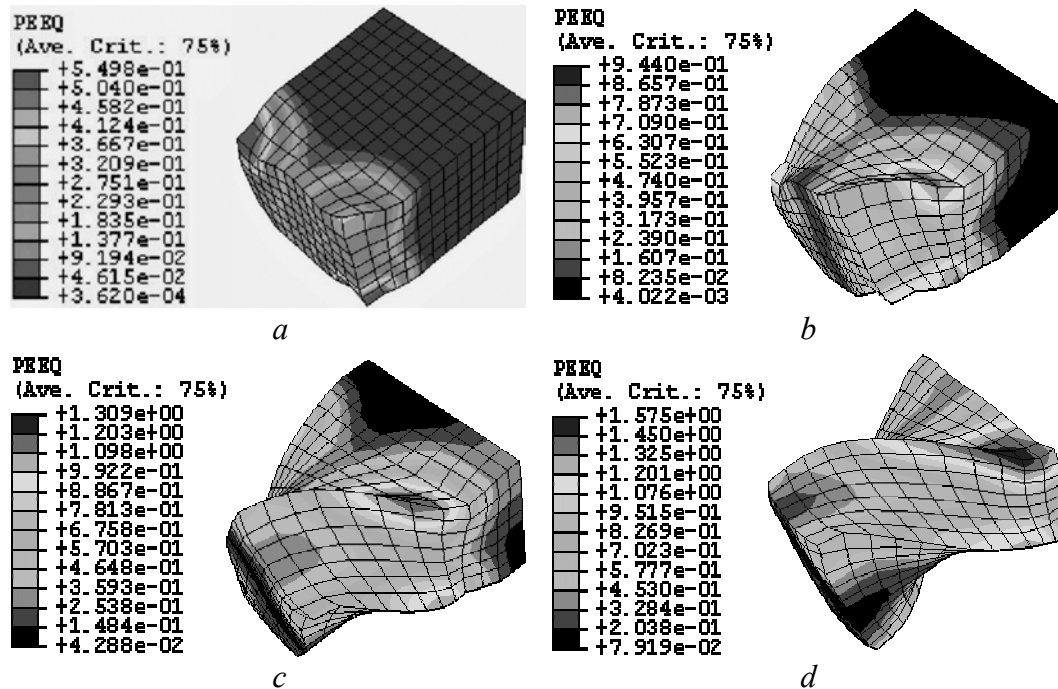 PEEQ
(Ave. Crit.: 75%)
+5.498e-01
+5.040e-01
+4.582e-01
+4.124e-01
+3.667e-01
+3.209e-01
+2.751e-01
+2.293e-01
+1.835e-01
+1.377e-01
+9.194e-02
+4.615e-02
+3.620e-04
a
PEEQ
(Ave. Crit.: 75%)
+9.440e-01
+8.657e-01
+7.873e-01
+7.090e-01
+6.307e-01
+5.523e-01
+4.740e-01
+3.957e-01
+3.173e-01
+2.390e-01
+1.607e-01
+8.235e-02
+4.022e-03
b
PEEQ
(Ave. Crit.: 75%)
+1.309e+00
+1.203e+00
+1.098e+00
+9.922e-01
+8.867e-01
+7.813e-01
+6.758e-01
+5.703e-01
+4.648e-01
+3.593e-01
+2.538e-01
+1.484e-01
+4.288e-02
c
PEEQ
(Ave. Crit.: 75%)
+1.575e+00
+1.450e+00
+1.325e+00
+1.201e+00
+1.076e+00
+9.515e-01
+8.269e-01
+7.023e-01
+5.777e-01
+4.530e-01
+3.284e-01
+2.038e-01
+7.919e-02
d